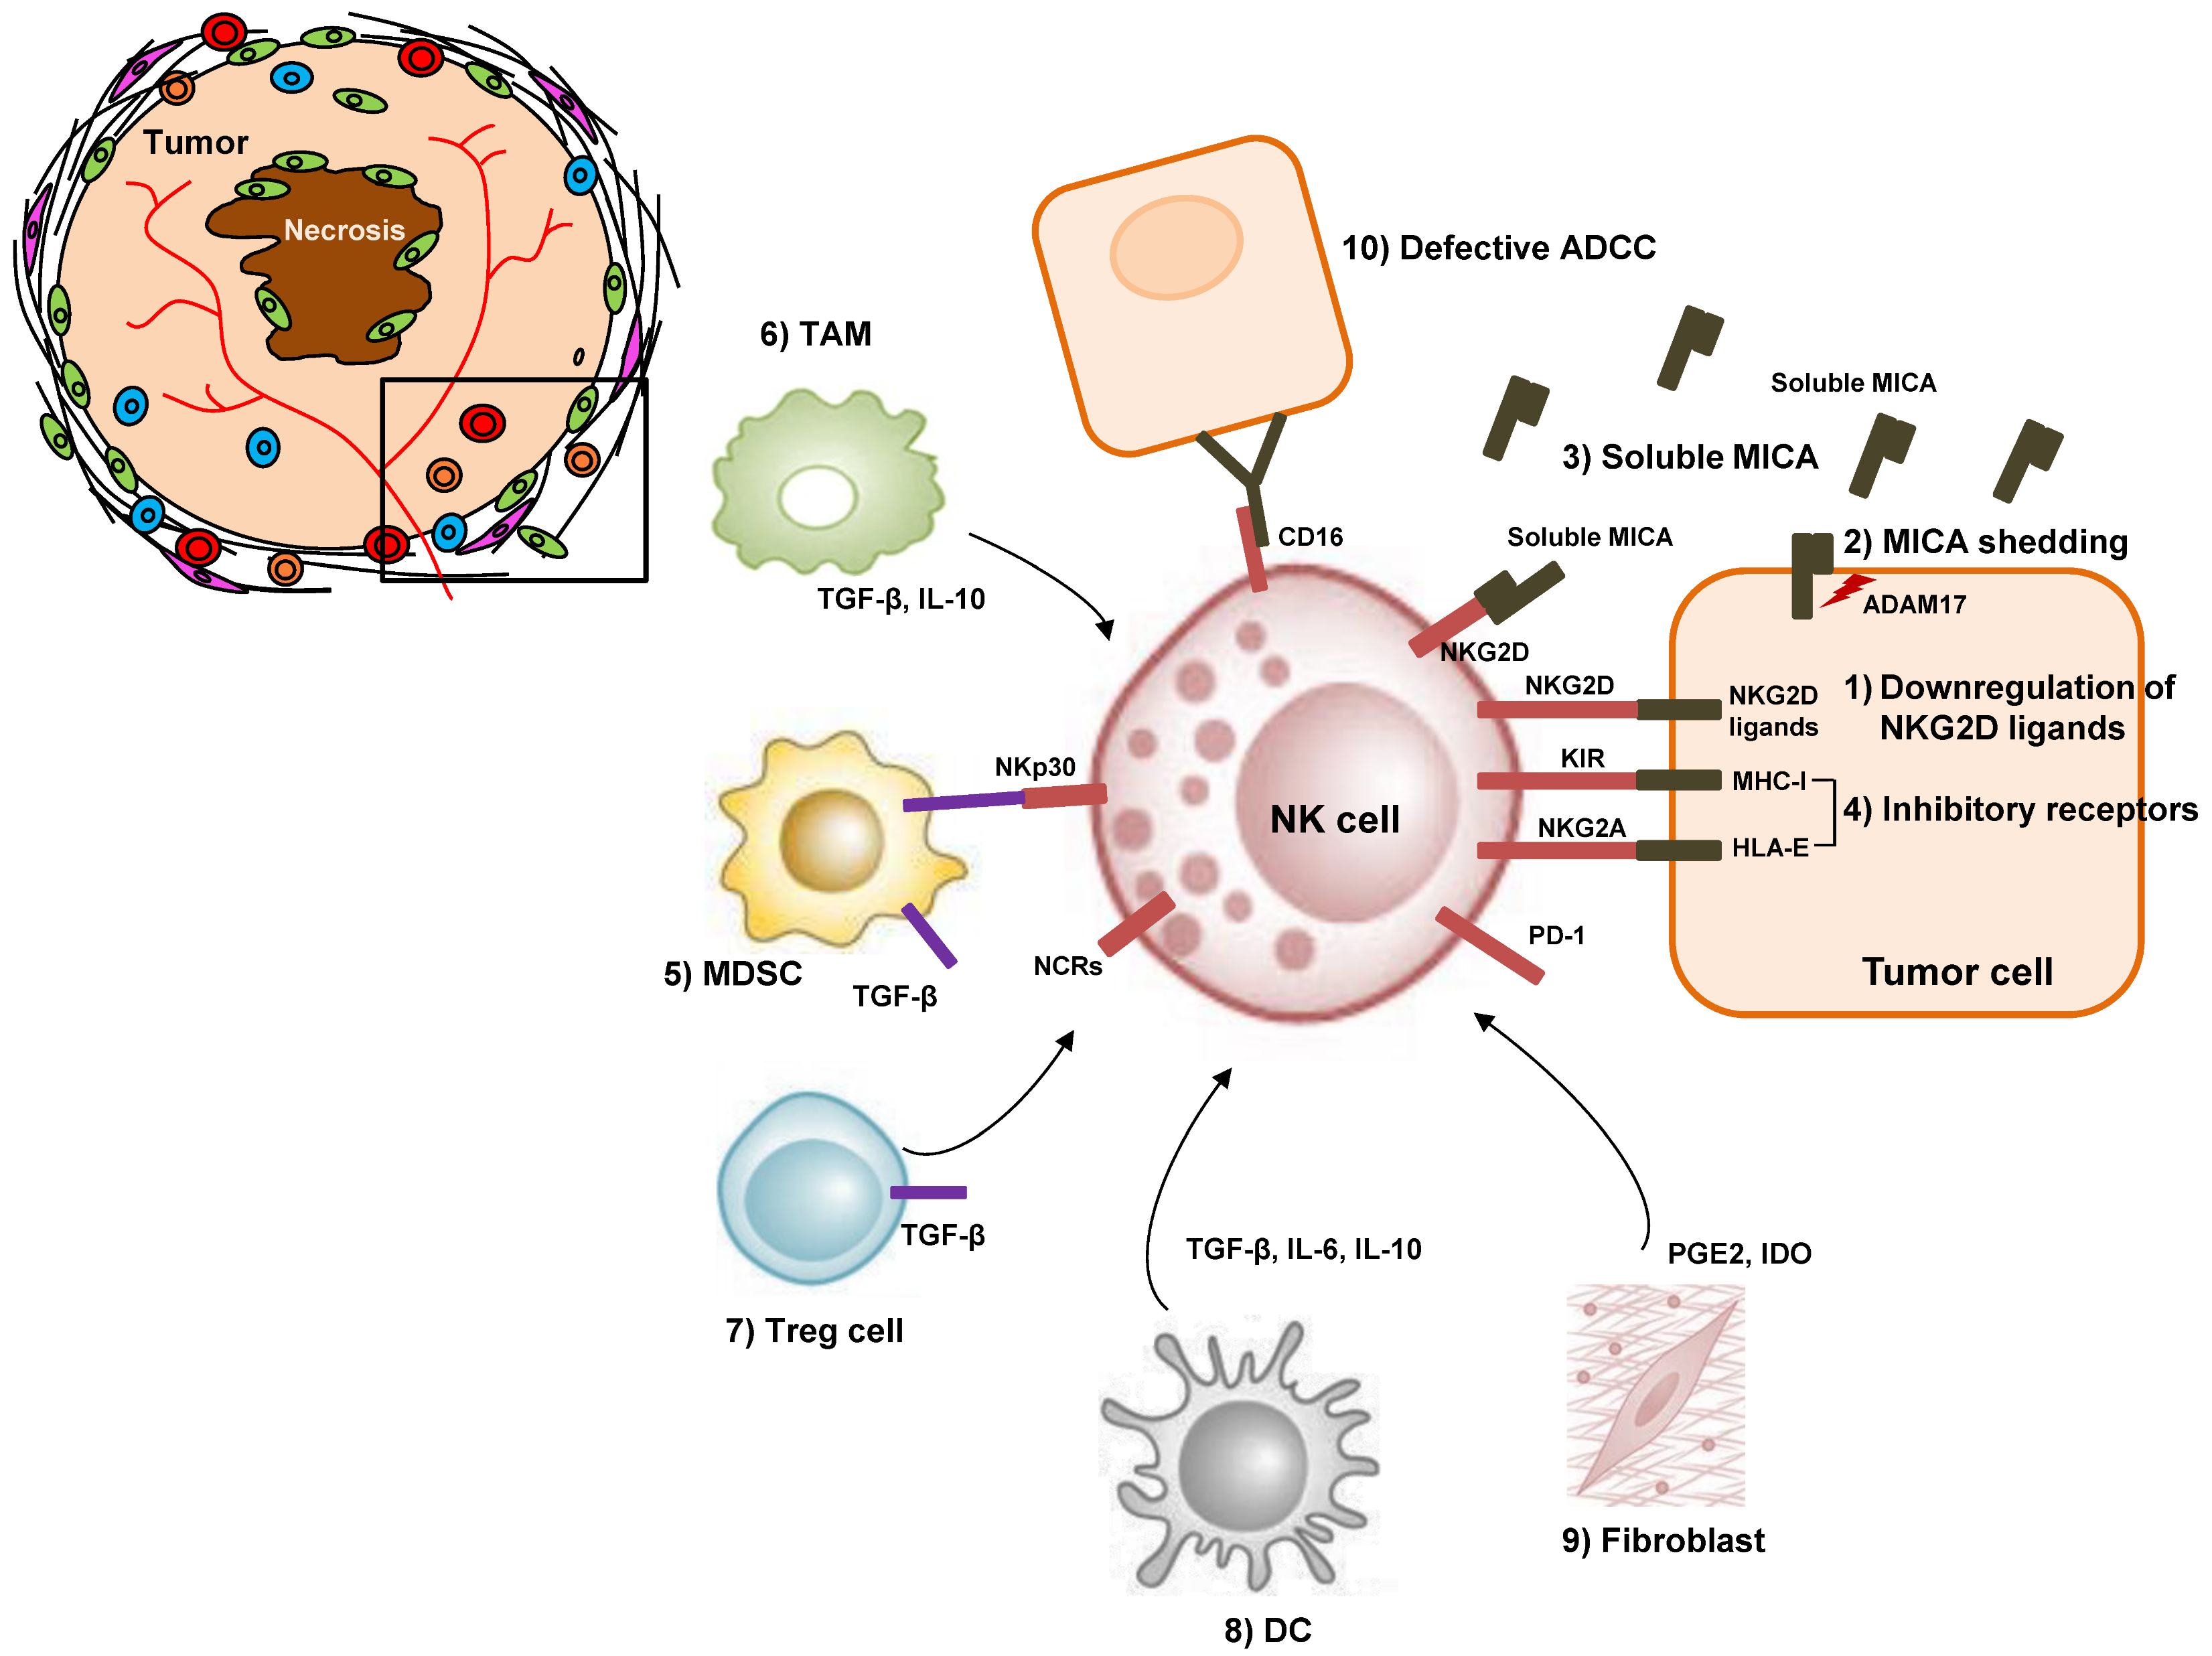 Tumor
Necrosis
10) Defective ADCC
6) TAM
Soluble MICA
3) Soluble MICA
CD16
Soluble MICA
2) MICA shedding
ADAM17
TGF-β, IL-10
NKG2D
NKG2D
NKG2D
ligands
1) Downregulation of
NKG2D ligands
KIR
MHC-I
NKp30
4) Inhibitory receptors
NK cell
NKG2A
HLA-E
PD-1
NCRs
5) MDSC
Tumor cell
TGF-β
TGF-β
TGF-β, IL-6, IL-10
PGE2, IDO
7) Treg cell
9) Fibroblast
8) DC